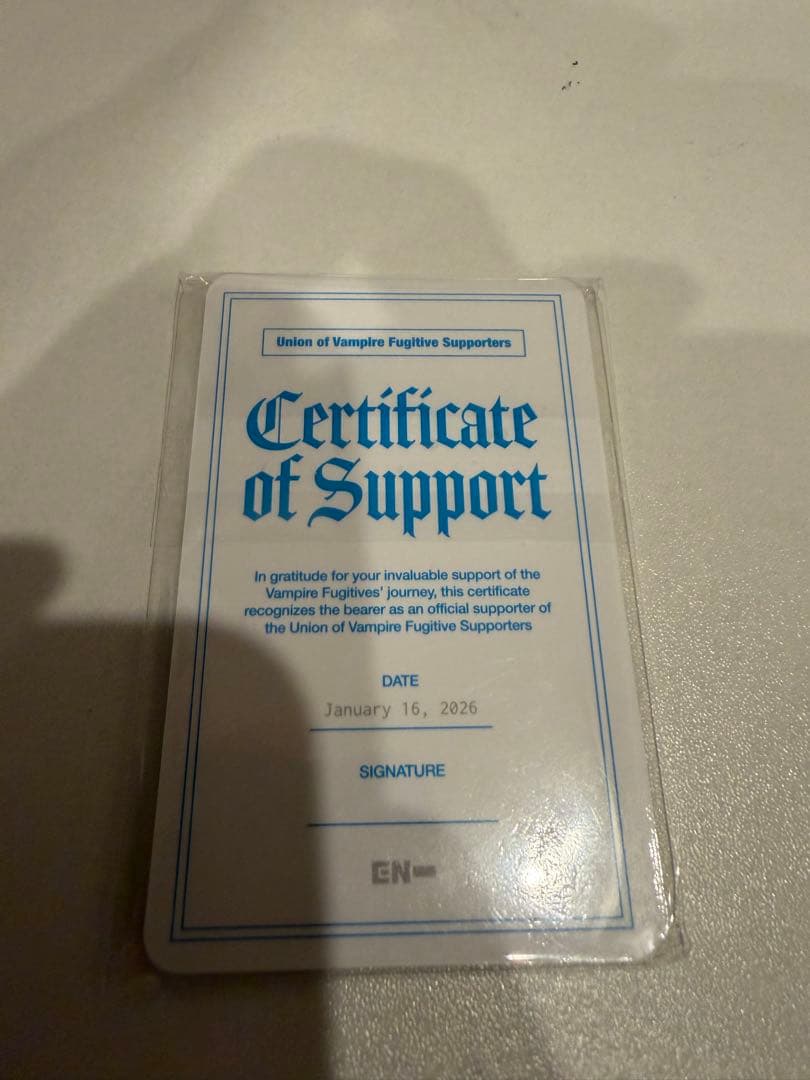 Union of Vampire Fugitive Supporters
Certificate
of Support
In gratitude for your invaluable support of the
Vampire Fugitives' journey, this certificate
recognizes the bearer as an official supporter of
the Union of Vampire Fugitive Supporters
DATE
January 16, 2026
SIGNATURE
EN-